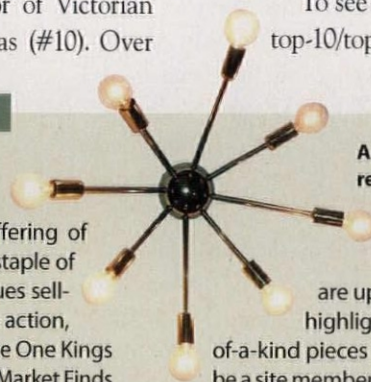 or of Victorian
as (#10). Over
To see
top-10/top
A
re
ffering of
staple of
ues sell-
action,
e One Kings
Market Finds
are up
highlig
of-a-kind pieces
be a site member